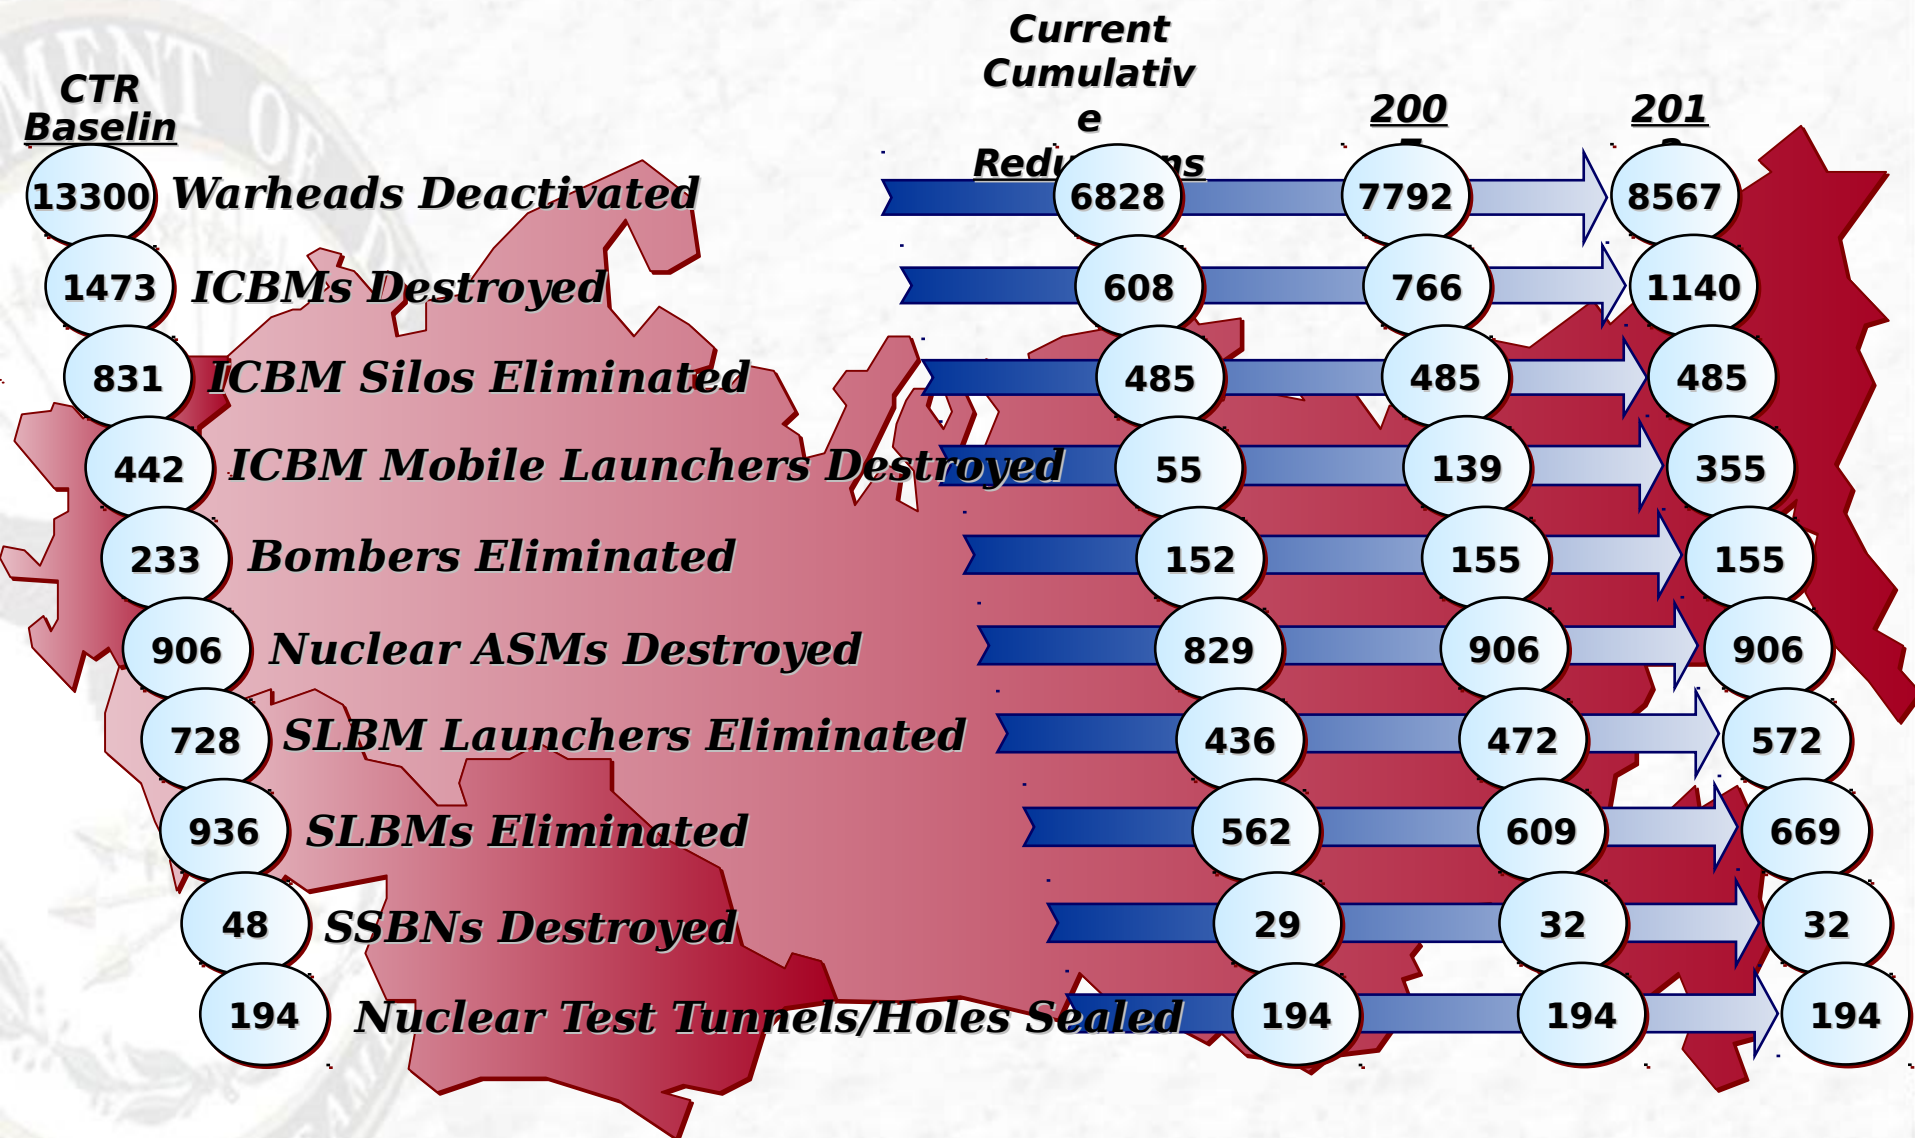 Current
Cumulativ
e
CTR
Baselin
200
201
13300 Warheads Deactivated 6828 7792 8567
1473 ICBMs Destroyed 608 766 1140
831 ICBM Silos Eliminated 485 485 485
442 ICBM Mobile Launchers Destroyed 55 139 355
233 Bombers Eliminated 152 155 155
906 Nuclear ASMs Destroyed 829 906 906
728 SLBM Launchers Eliminated 436 472 572
936 SLBMs Eliminated 562 609 669
48 SSBNs Destroyed 29 32 32
194 Nuclear Test Tunnels/Holes Sealed 194 194 194